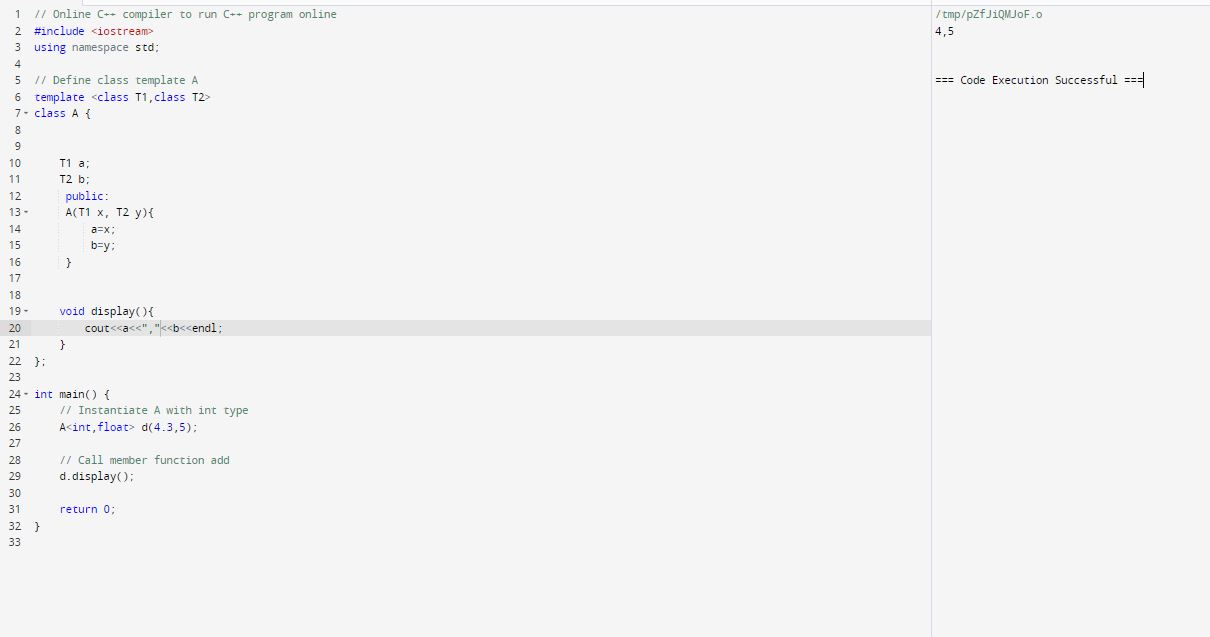 1 // Online C++ compiler to run C++ program online
2 #include <iostream>
3 using namespace std;
4
5 // Define class template A
6 template <class T1,class T2>
7 class A {
8
9
10 T1 a;
11 T2 b;
12 public:
13 A(T1 x, T2 y){
14 a=x;
15 b=y;
16 }
17
18
19 void display(){
20 cout<<a<<","<<b<<endl;
21 }
22 };
23
24 int main() {
25 // Instantiate A with int type
26 A<int,float> d(4.3,5);
27
28 // Call member function add
29 d.display();
30
31 return 0;
32 }
33
/tmp/pZfJiQMJoF.o
4,5
=== Code Execution Successful ===